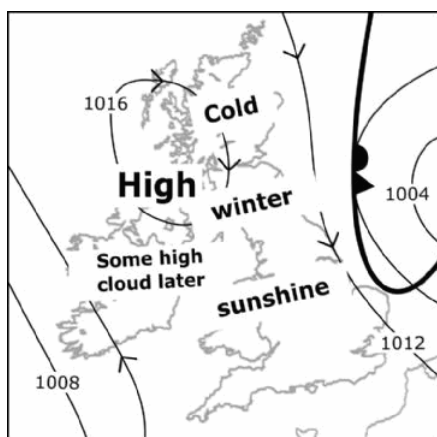 1016
Cold
High
winter
1004
Some high
cloud later
sunshine
1012
1008